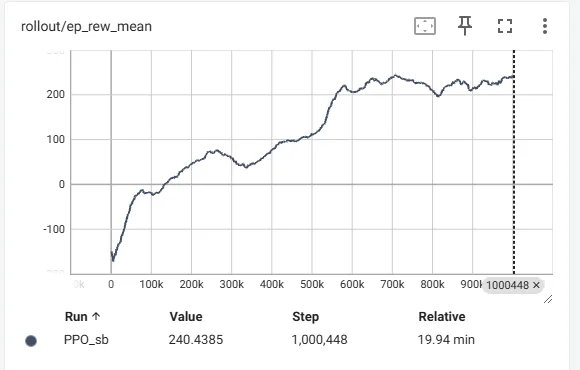 rollout/ep_rew_mean
200
100
0
-100
0 100k 200k 300k 400k 500k 600k 700k 800k 900k 1000448 ✕
Run ↑ Value Step Relative
PPO_sb 240.4385 1,000,448 19.94 min